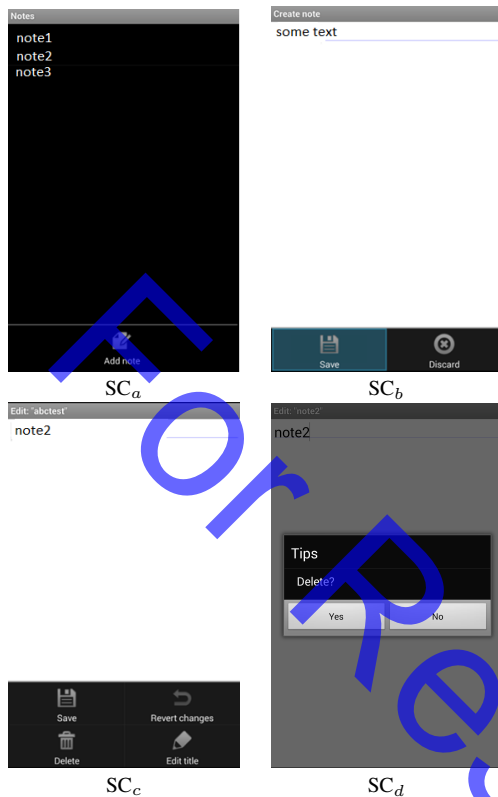 Notes
note1
note2
note3
Add note
SCa
Create note
some text
Save
Discard
SCb
Edit: "abctest"
note2
Save
Revert changes
Delete
Edit title
SCc
Edit: "note2"
note2
Tips
Delete?
Yes
No
SCd
For Re